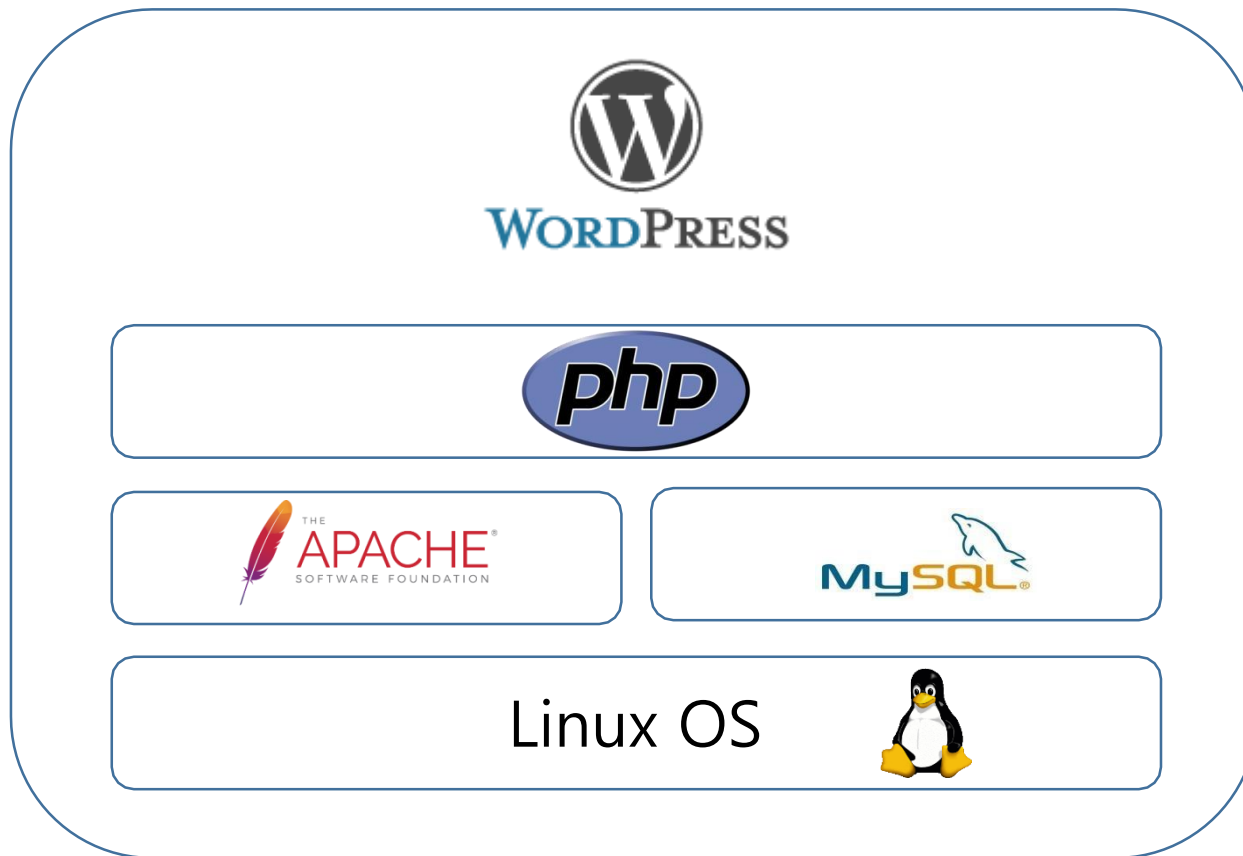 W
WORDPRESS
php
THE
APACHE®
SOFTWARE FOUNDATION
MySQL®
Linux OS